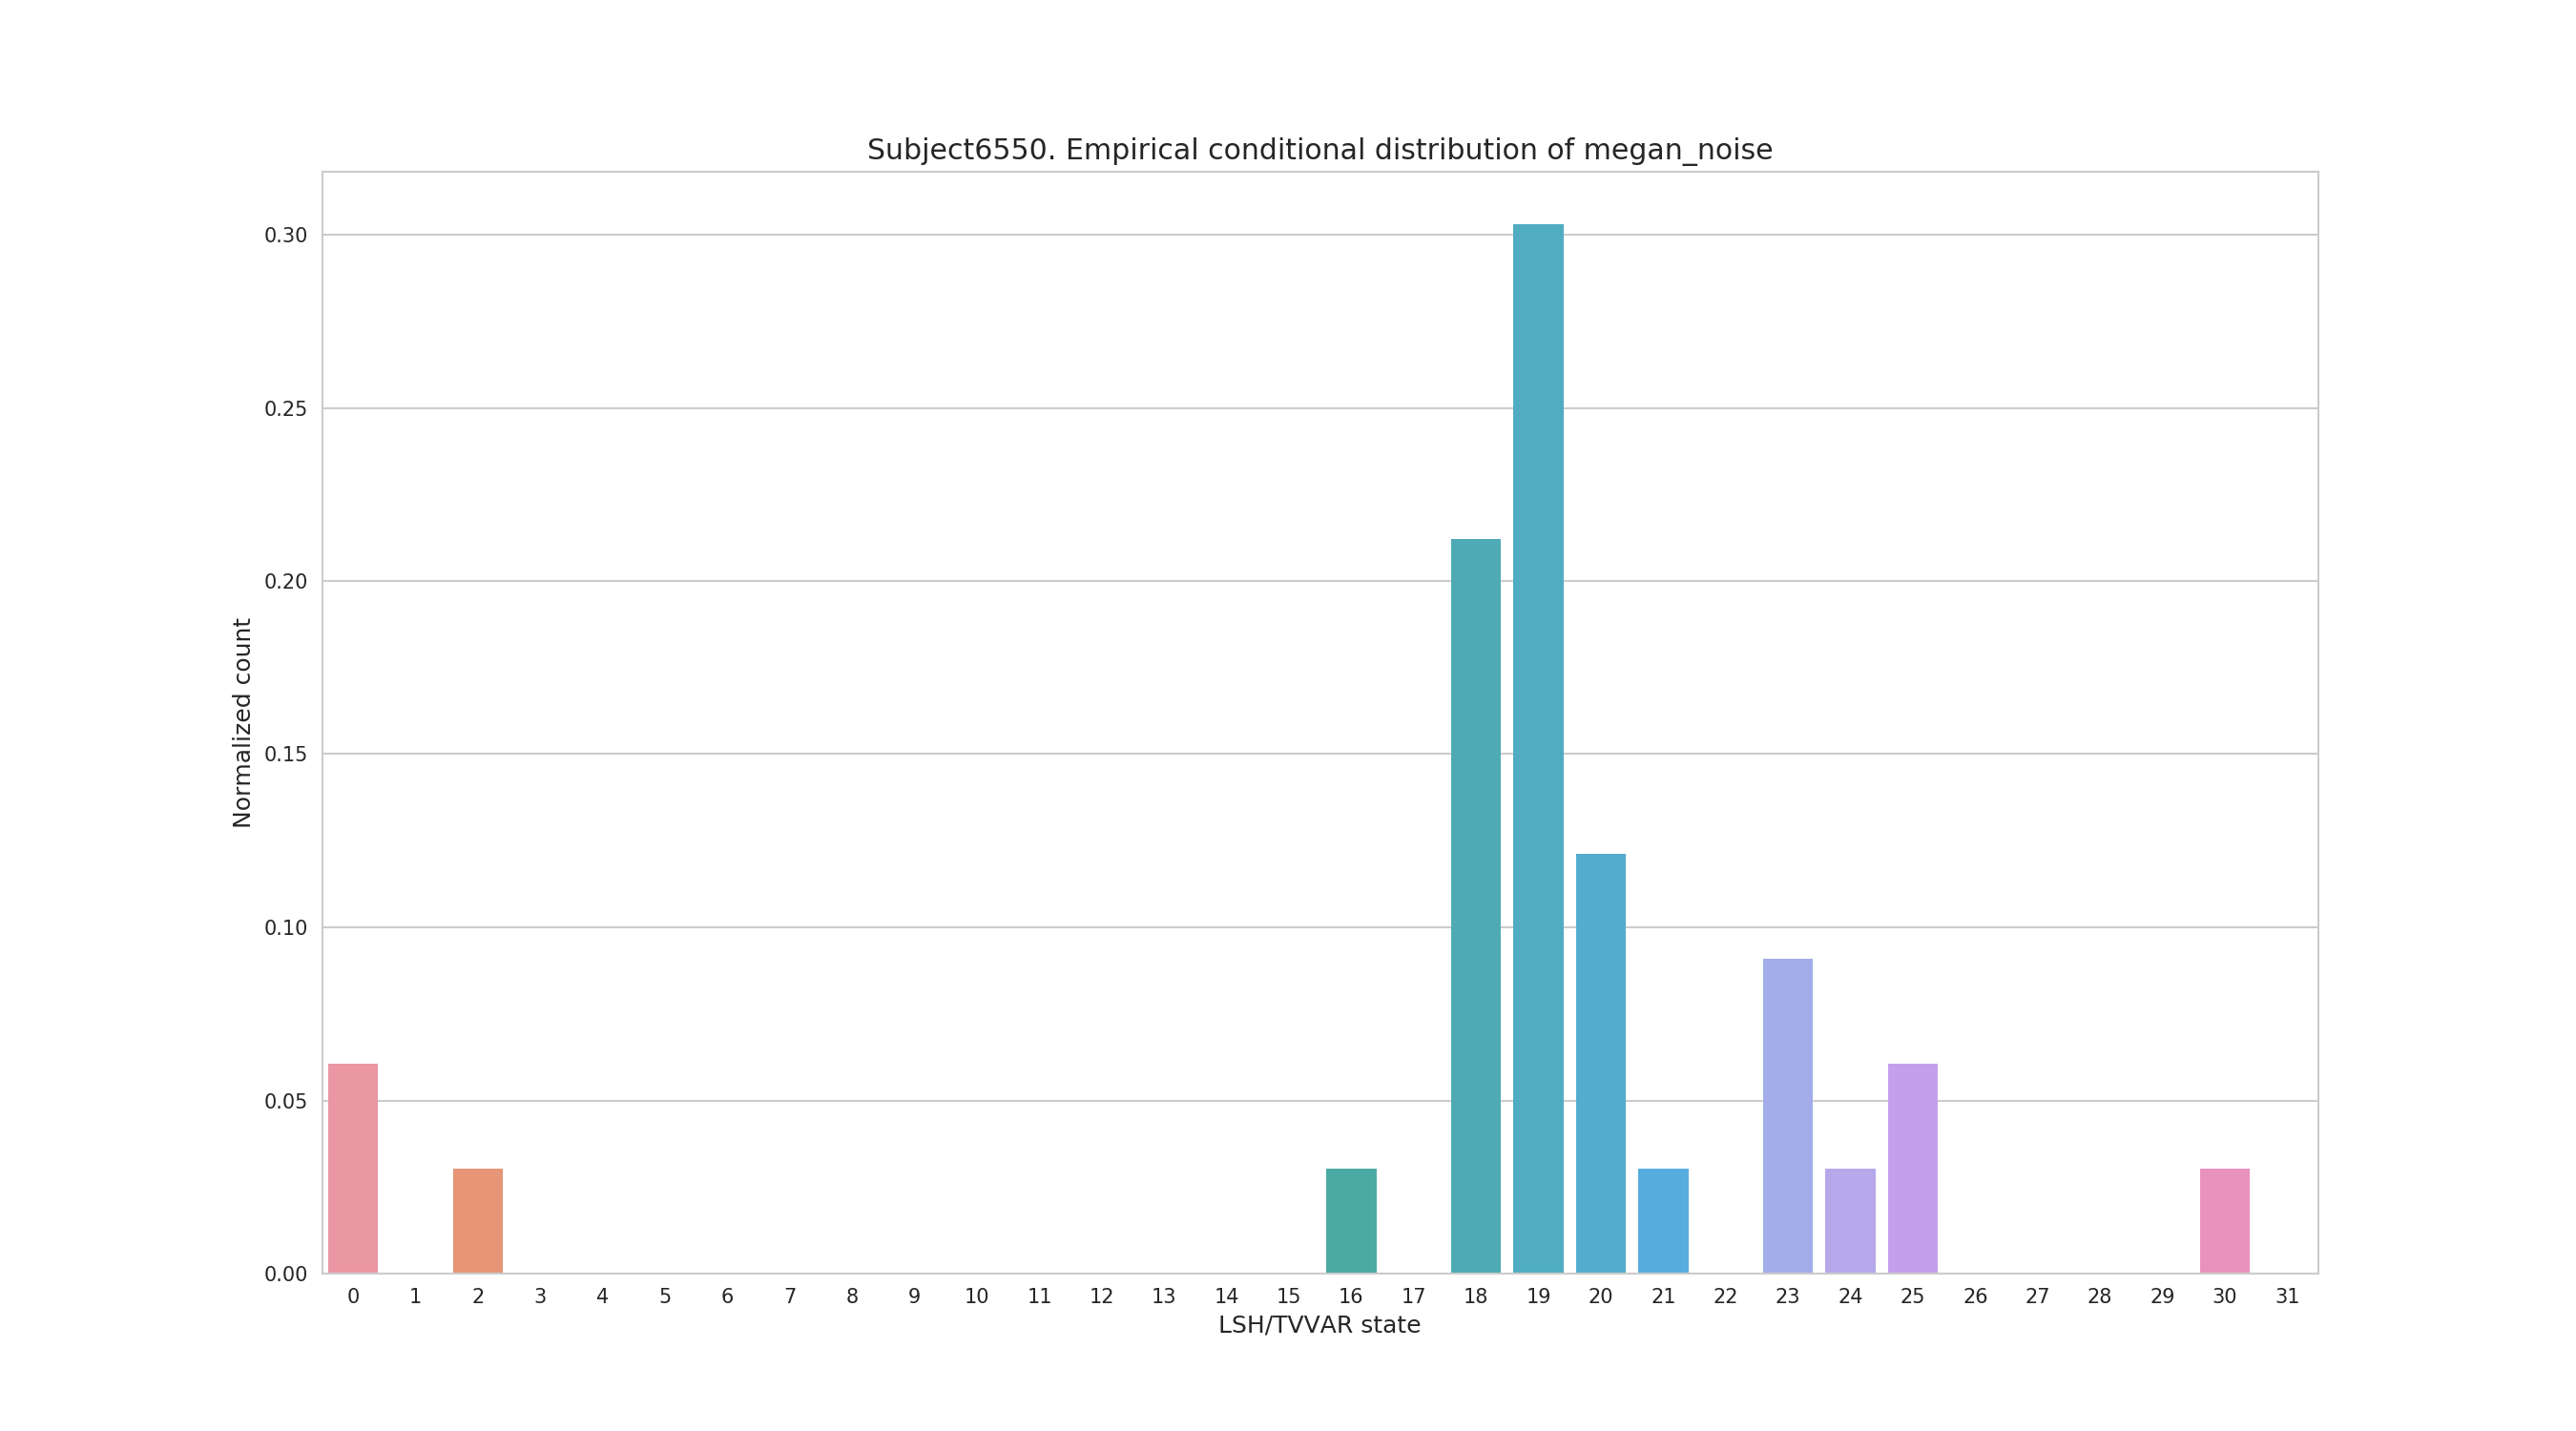 Subject6550. Empirical conditional distribution of megan_noise
0.30
0.25
0.20
0.15
0.10
0.05
0.00
Normalized count
0 1 2 3 4 5 6 7 8 9 10 11 12 13 14 15 16 17 18 19 20 21 22 23 24 25 26 27 28 29 30 31
LSH/TVVAR state